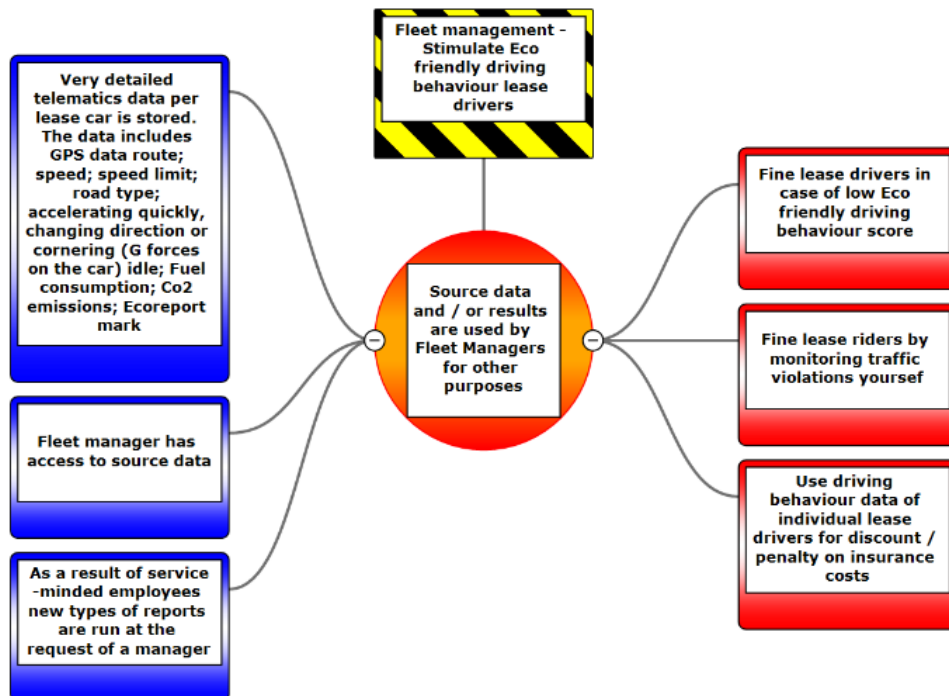 Fleet management -
Stimulate Eco
friendly driving
behaviour lease
drivers
Very detailed
telematics data per
lease car is stored.
The data includes
GPS data route;
speed; speed limit;
road type;
accelerating quickly,
changing direction or
cornering (G forces
on the car) idle; Fuel
consumption; Co2
emissions; Ecoreport
mark
Fleet manager has
access to source data
As a result of service
-minded employees
new types of reports
are run at the
request of a manager
Source data
and / or results
are used by
Fleet Managers
for other
purposes
Fine lease drivers in
case of low Eco
friendly driving
behaviour score
Fine lease riders by
monitoring traffic
violations yoursef
Use driving
behaviour data of
individual lease
drivers for discount /
penalty on insurance
costs